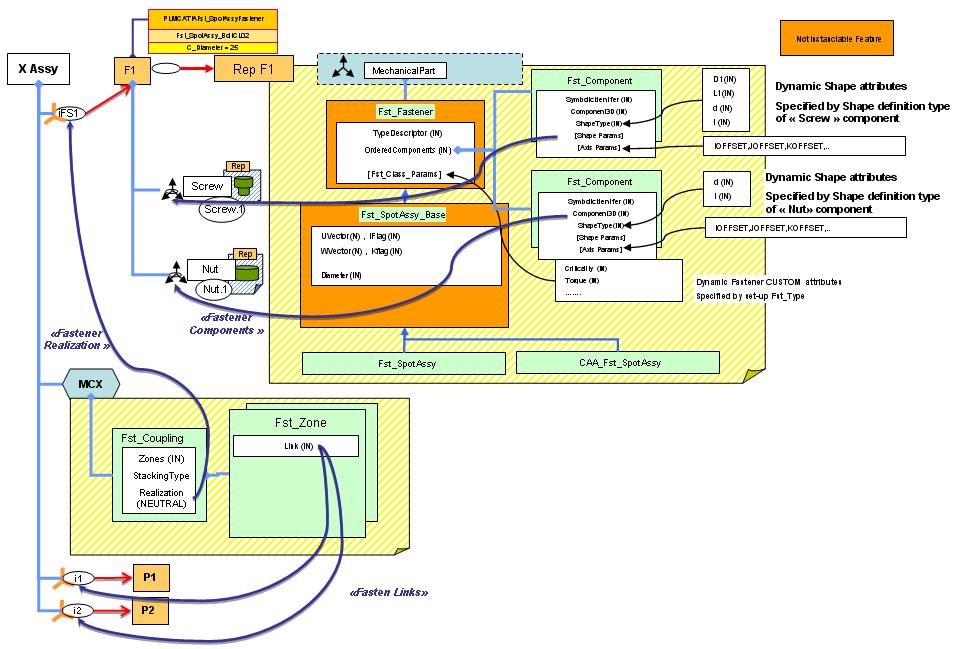 PLMCATIAFst_SpotAssyFastener
Fst_SpotAssy_BoltCL02
C_Diameter = 25
Not Instanciable Feature
X Assy
F1
Rep F1
MechanicalPart
iFS1
Fst_Fastener
TypeDescriptor (IN)
OrderedComponents (IN)
[Fst_Class_Params]
Fst_Component
SymbolicIdentifer (IN)
Component3D (IN)
ShapeType(IN)
[Shape Params]
[Axis Params]
D1(IN)
L1(IN)
d (IN)
l (IN)
Dynamic Shape attributes
Specified by Shape definition type
of « Screw » component
IOFFSET,JOFFSET,KOFFSET,..
Rep
Screw
Screw.1
Fst_Component
SymbolicIdentifer (IN)
Component3D (IN)
ShapeType(IN)
[Shape Params]
[Axis Params]
d (IN)
l (IN)
Dynamic Shape attributes
Specified by Shape definition type
of « Nut» component
IOFFSET,JOFFSET,KOFFSET,..
Fst_SpotAssy_Base
UVector(N) , IFlag(IN)
WVector(N) , Kflag(IN)
Diameter (IN)
Rep
Nut
Nut.1
Criticality (IN)
Torque (IN)
.......
Dynamic Fastener CUSTOM attributes
Specified by set-up Fst_Type
«Fastener
Components »
«Fastener
Realization »
Fst_SpotAssy
CAA_Fst_SpotAssy
MCX
Fst_Coupling
Zones (IN)
StackingType
Realization
(NEUTRAL)
Fst_Zone
Link (IN)
i1
P1
i2
P2
«Fasten Links»